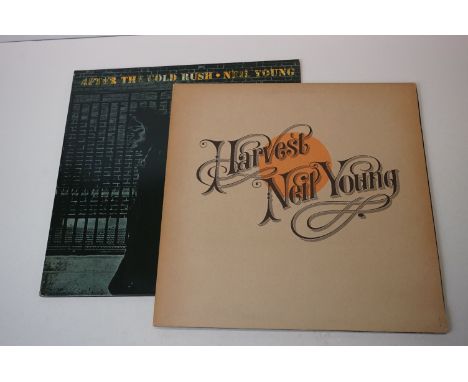 AFTER THE GOLD RUSH • NEIL YOUNG
Harvest
Neil Young